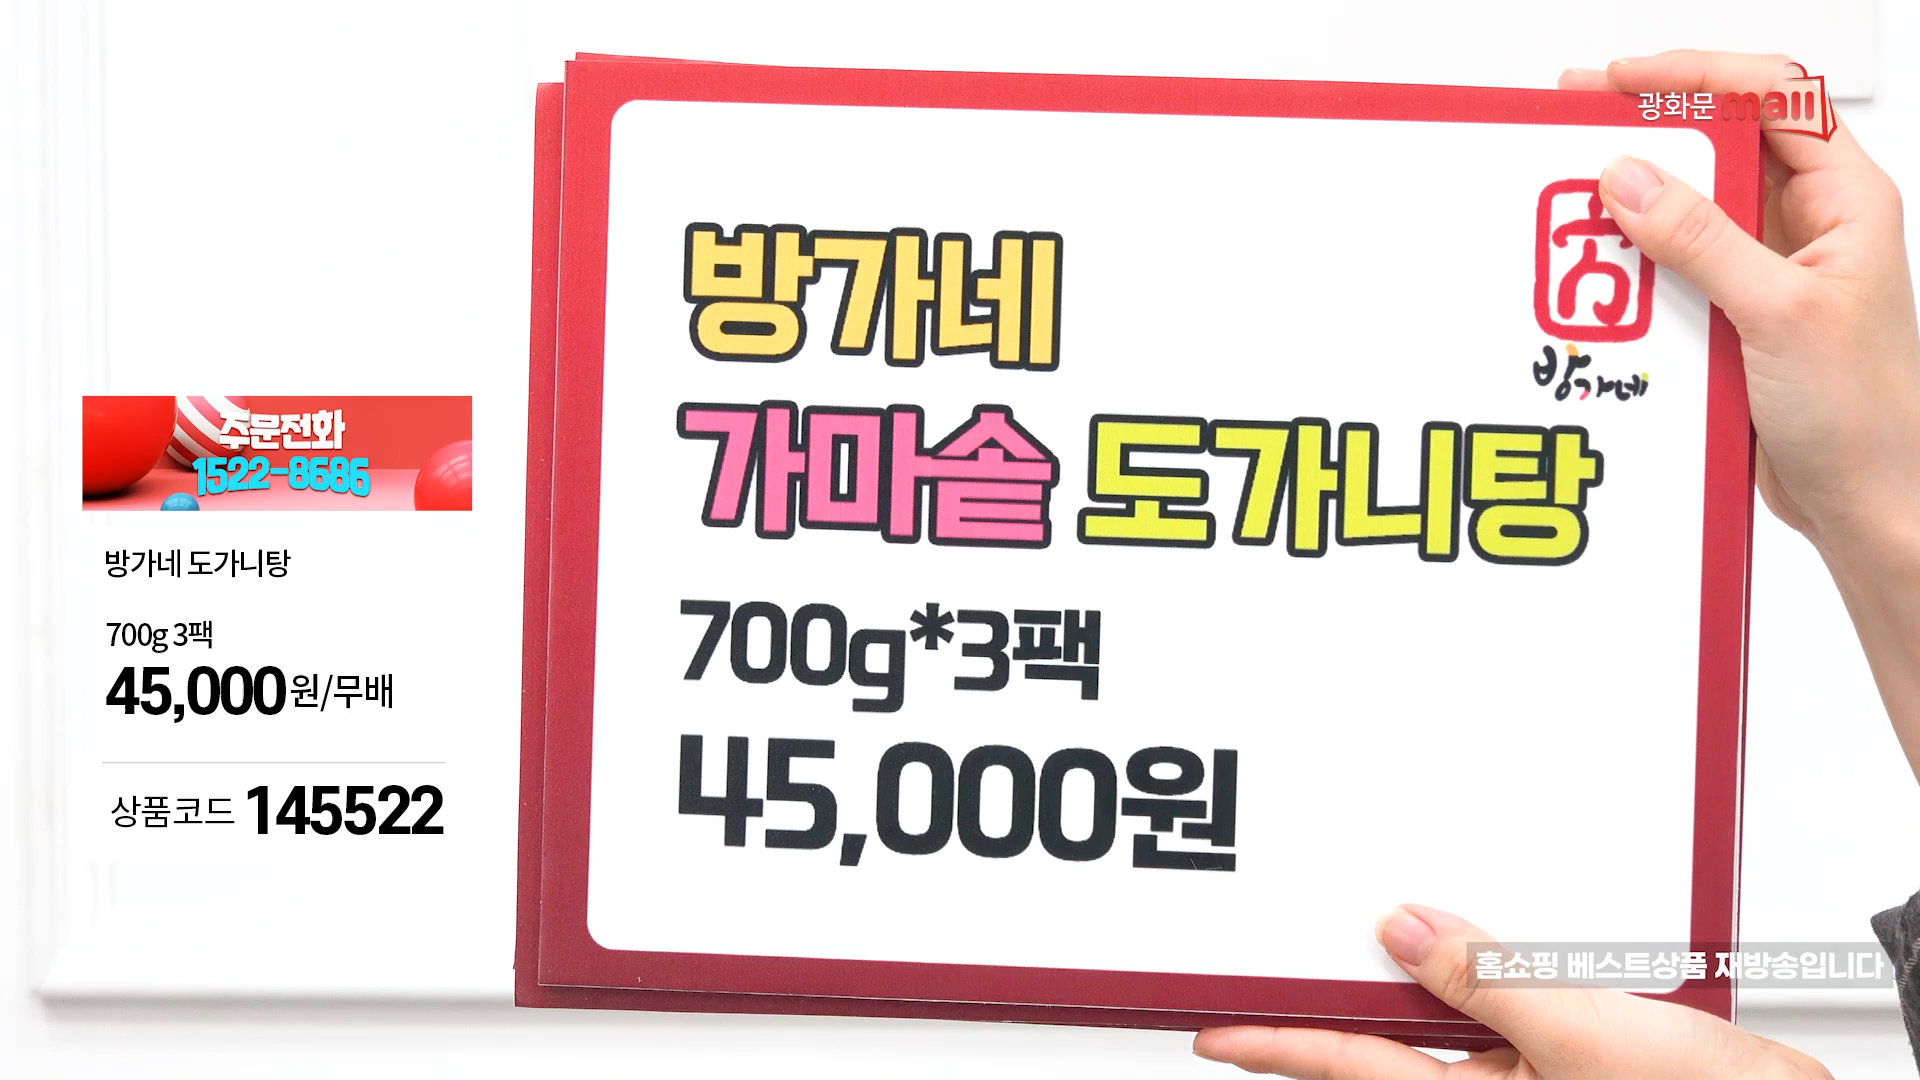 광화문 mall
주문전화
1522-8686
방가네 도가니탕
700g 3팩
45,000원/무배
상품코드 145522
방가네
가마솥 도가니탕
700g*3팩
45,000원
방
방가네
홈쇼핑 베스트상품 재방송입니다